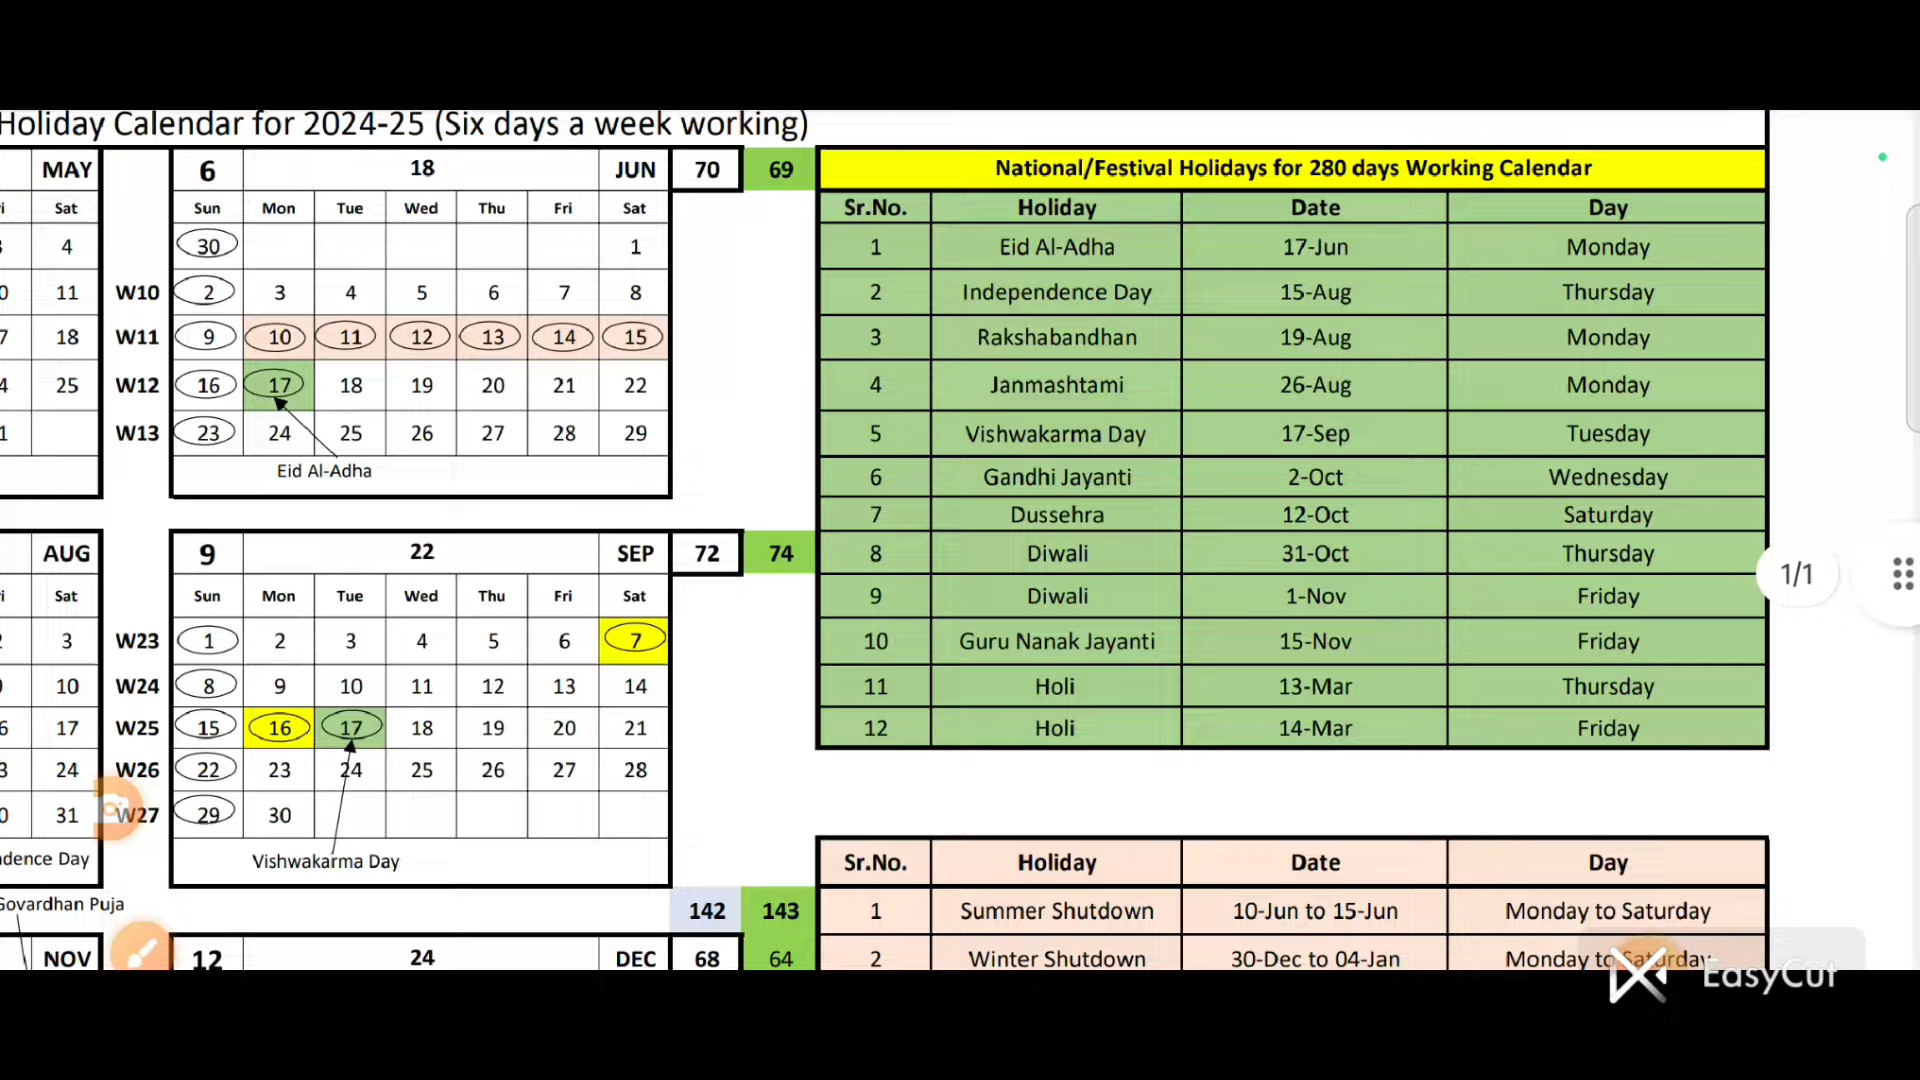 Holiday Calendar for 2024-25 (Six days a week working)
MAY 6 18 JUN 70 69
Sat Sun Mon Tue Wed Thu Fri Sat
4 30 1
11 W10 2 3 4 5 6 7 8
18 W11 9 10 11 12 13 14 15
25 W12 16 17 18 19 20 21 22
W13 23 24 25 26 27 28 29
Eid Al-Adha
AUG 9 22 SEP 72 74
Sat Sun Mon Tue Wed Thu Fri Sat
3 W23 1 2 3 4 5 6 7
10 W24 8 9 10 11 12 13 14
17 W25 15 16 17 18 19 20 21
24 W26 22 23 24 25 26 27 28
31 W27 29 30
dence Day Vishwakarma Day
Govardhan Puja 142 143
NOV 12 24 DEC 68 64
National/Festival Holidays for 280 days Working Calendar
Sr.No. Holiday Date Day
1 Eid Al-Adha 17-Jun Monday
2 Independence Day 15-Aug Thursday
3 Rakshabandhan 19-Aug Monday
4 Janmashtami 26-Aug Monday
5 Vishwakarma Day 17-Sep Tuesday
6 Gandhi Jayanti 2-Oct Wednesday
7 Dussehra 12-Oct Saturday
8 Diwali 31-Oct Thursday
9 Diwali 1-Nov Friday
10 Guru Nanak Jayanti 15-Nov Friday
11 Holi 13-Mar Thursday
12 Holi 14-Mar Friday
Sr.No. Holiday Date Day
1 Summer Shutdown 10-Jun to 15-Jun Monday to Saturday
2 Winter Shutdown 30-Dec to 04-Jan Monday to Saturday
1/1
EasyCut